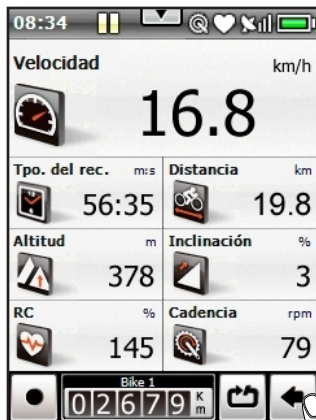 08:34
Velocidad km/h
16.8
Tpo. del rec. m:s Distancia km
56:35 19.8
Altitud m Inclinación %
378 3
RC % Cadencia rpm
145 79
Bike 1
02679 K m